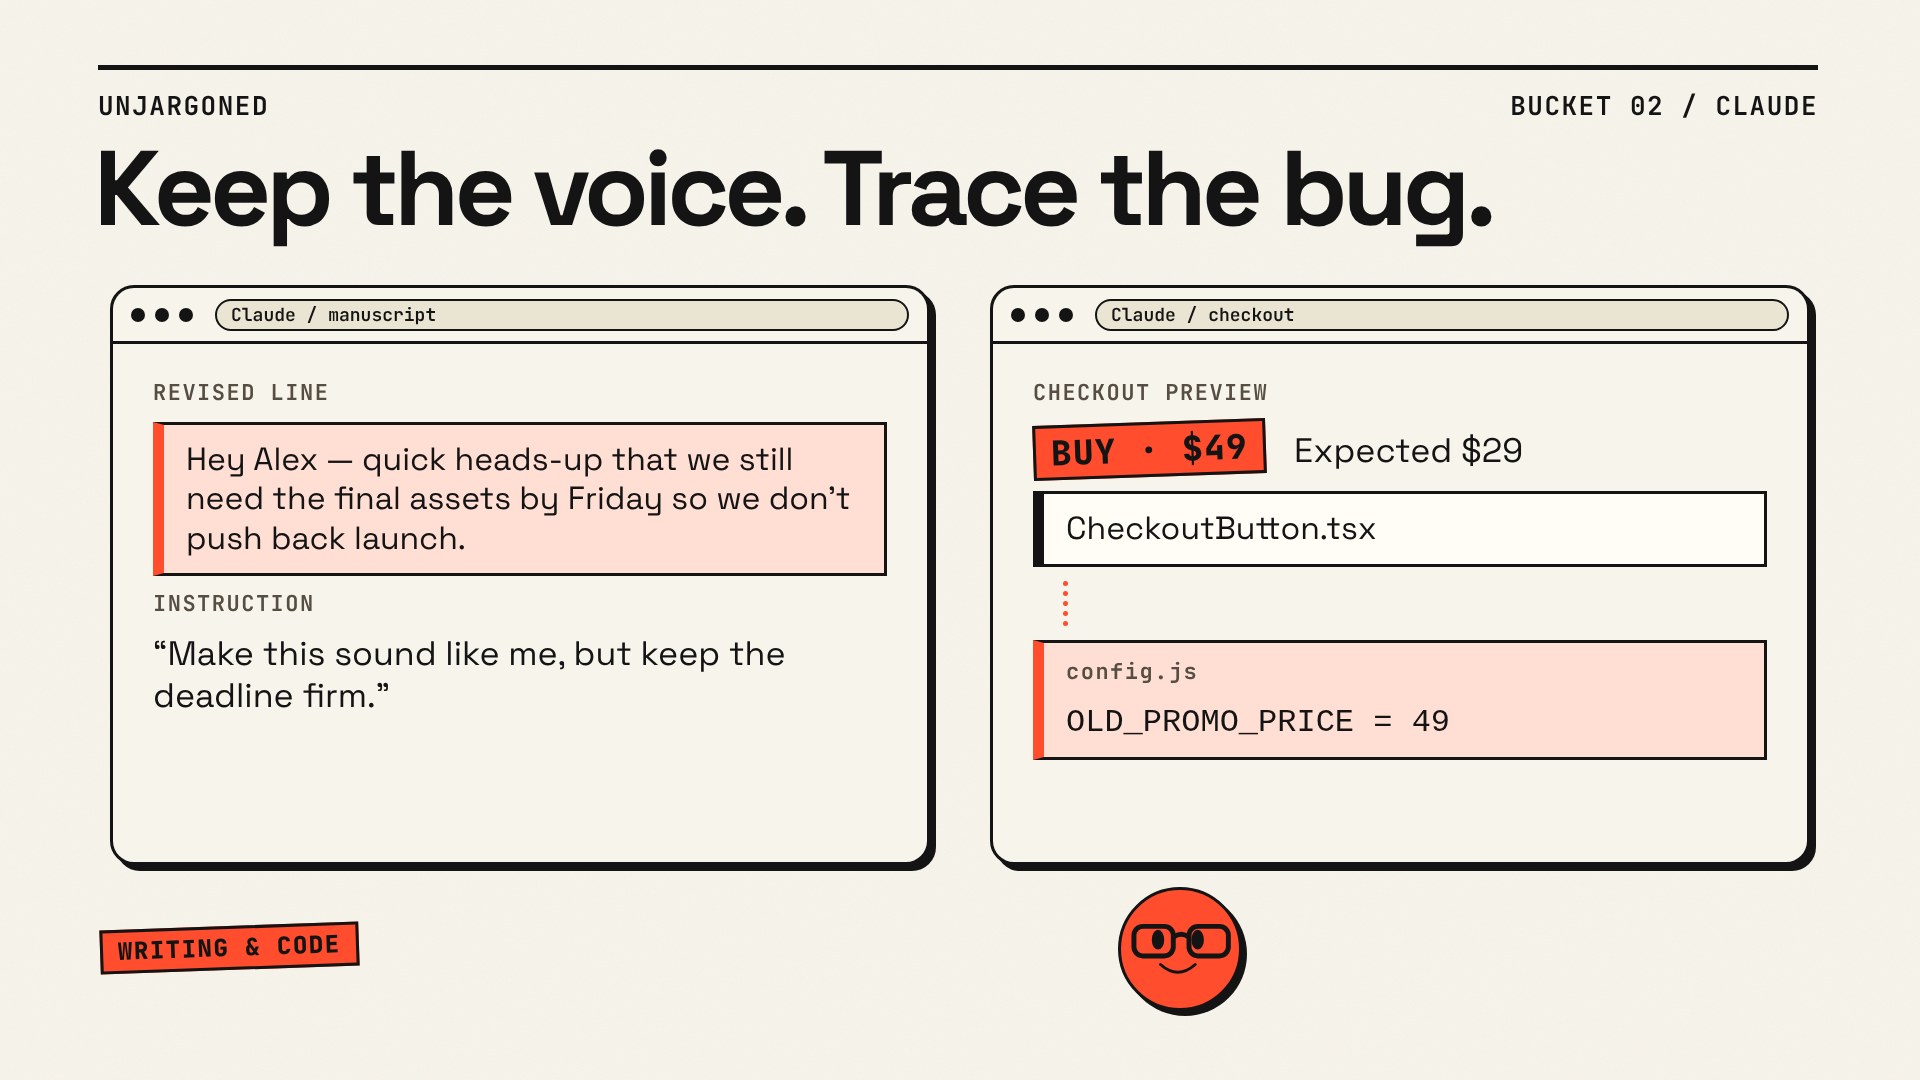 UNJARGONED
BUCKET 02 / CLAUDE
Keep the voice. Trace the bug.
Claude / manuscript
REVISED LINE
Hey Alex — quick heads-up that we still
need the final assets by Friday so we don’t
push back launch.
INSTRUCTION
“Make this sound like me, but keep the
deadline firm.”
Claude / checkout
CHECKOUT PREVIEW
BUY · $49
Expected $29
CheckoutButton.tsx
config.js
OLD_PROMO_PRICE = 49
WRITING & CODE